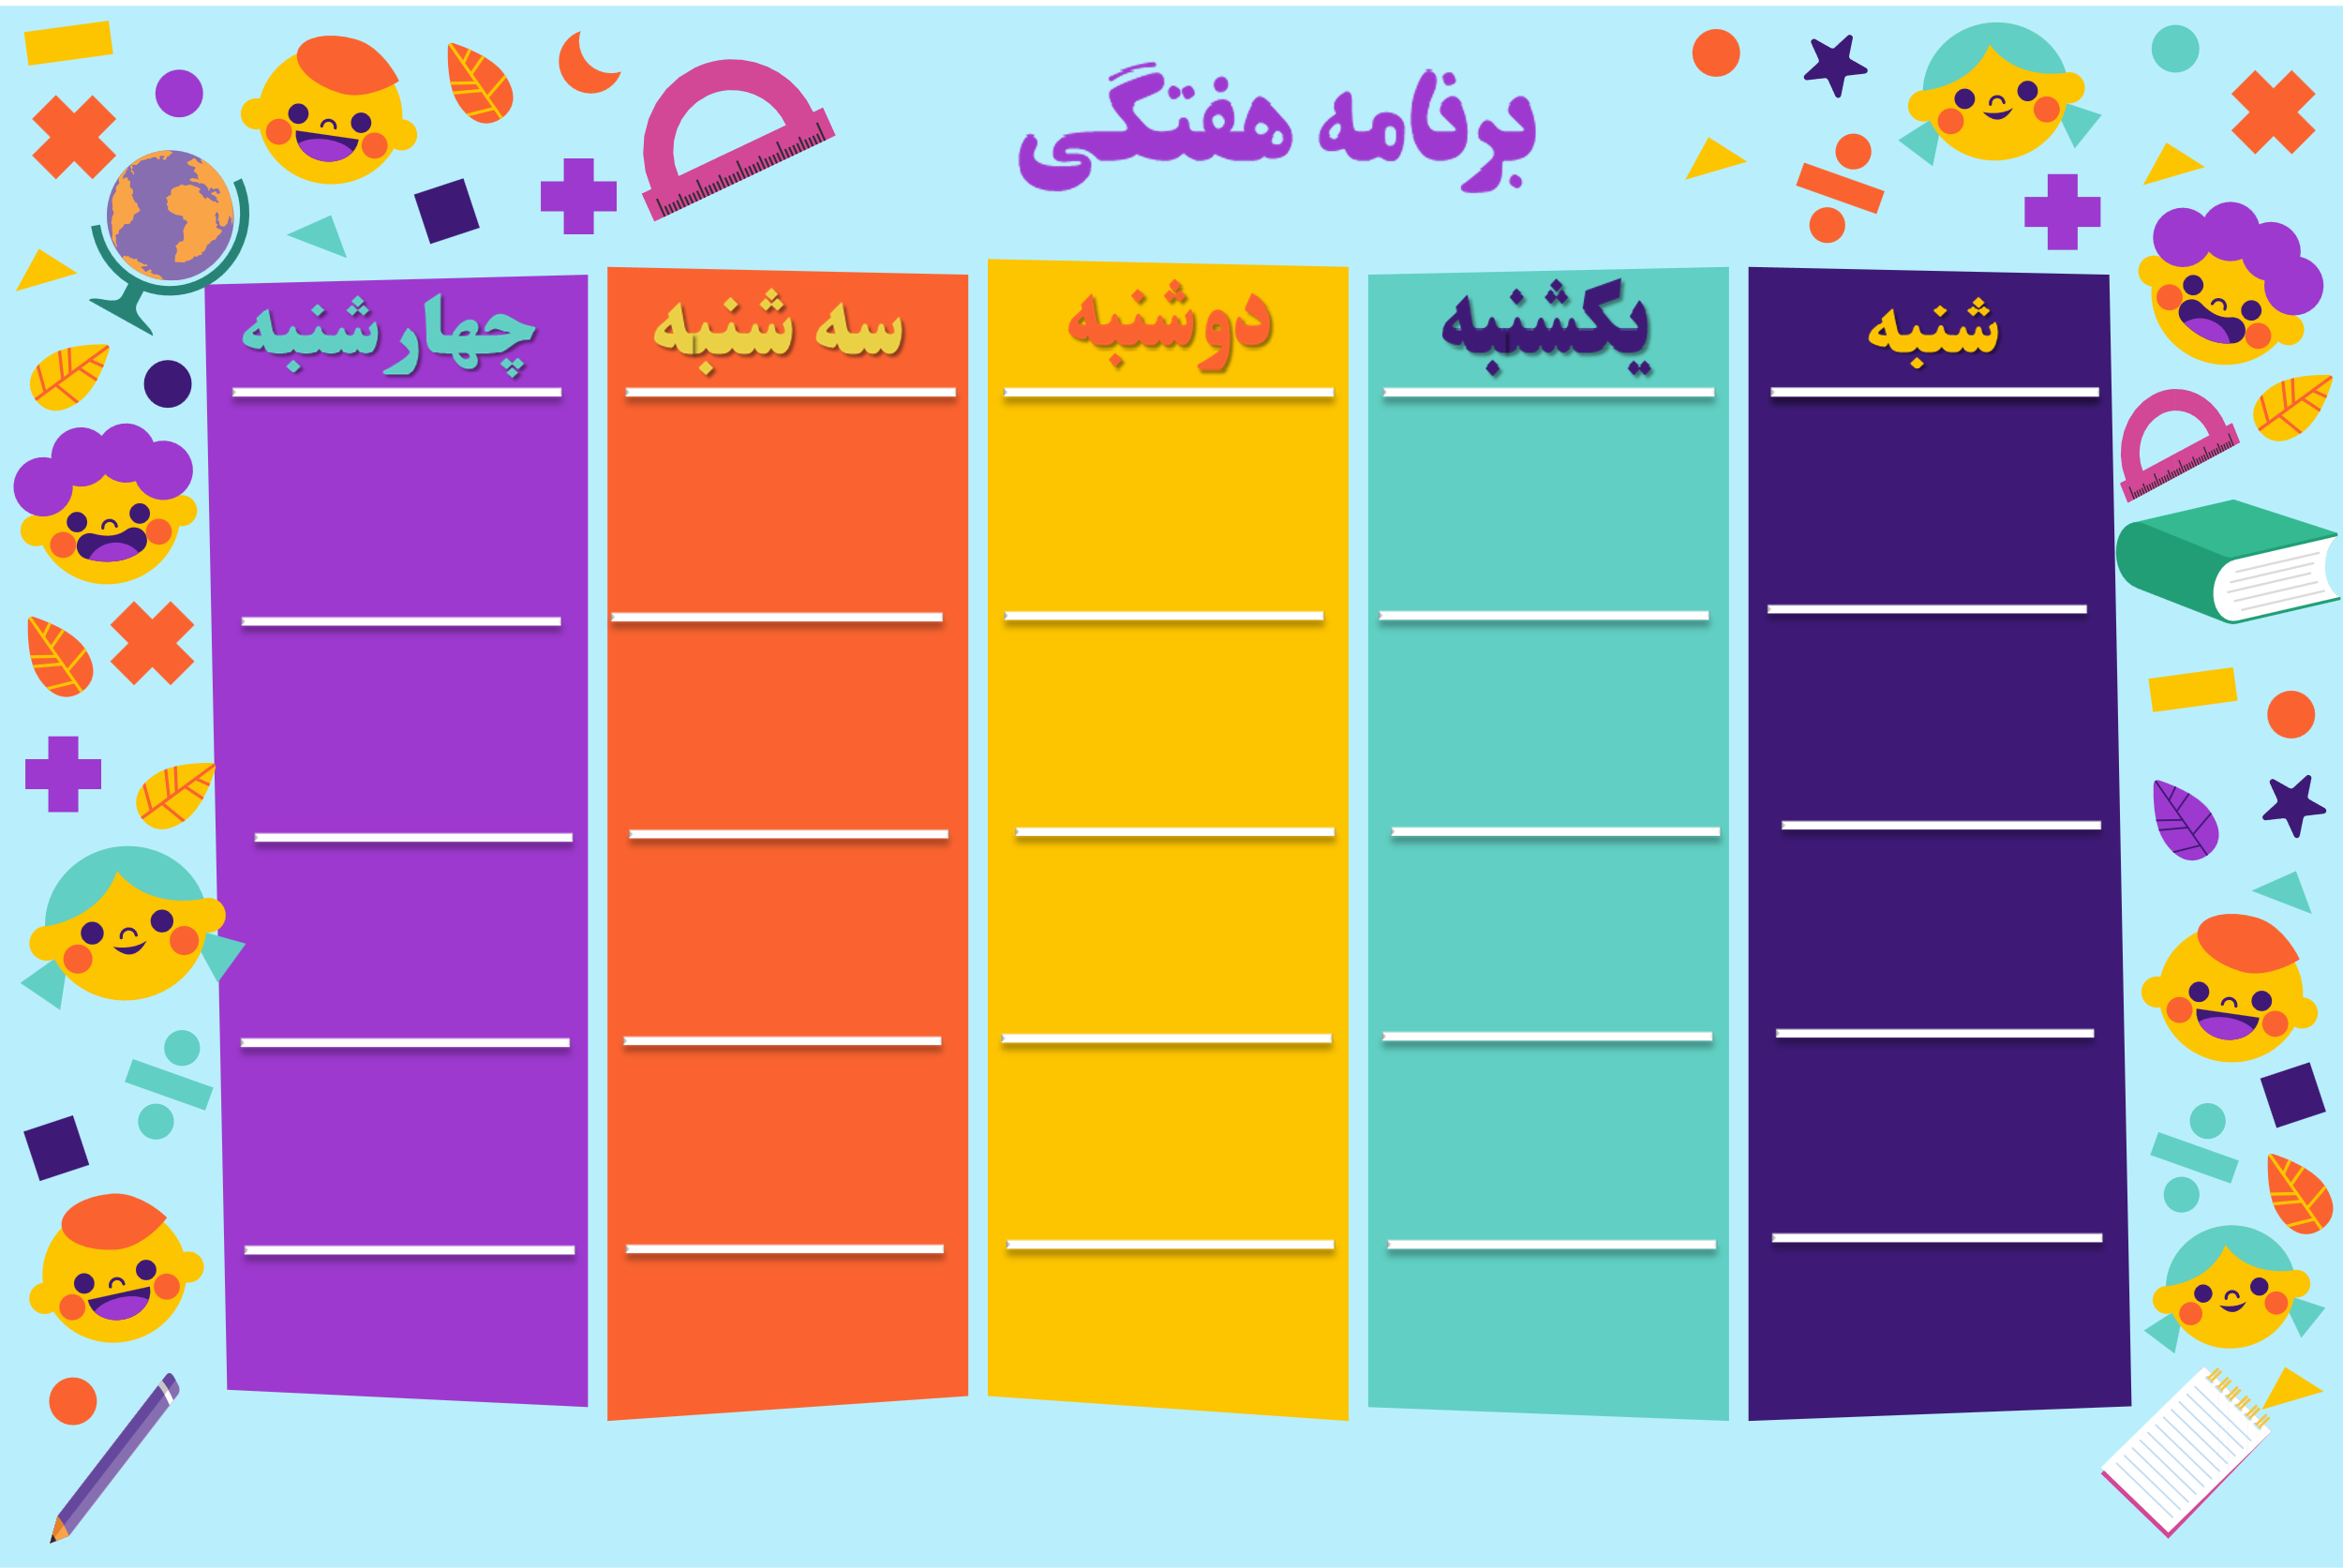 برنامه هفتگی
شنبه
یکشنبه
دوشنبه
سه شنبه
چهارشنبه